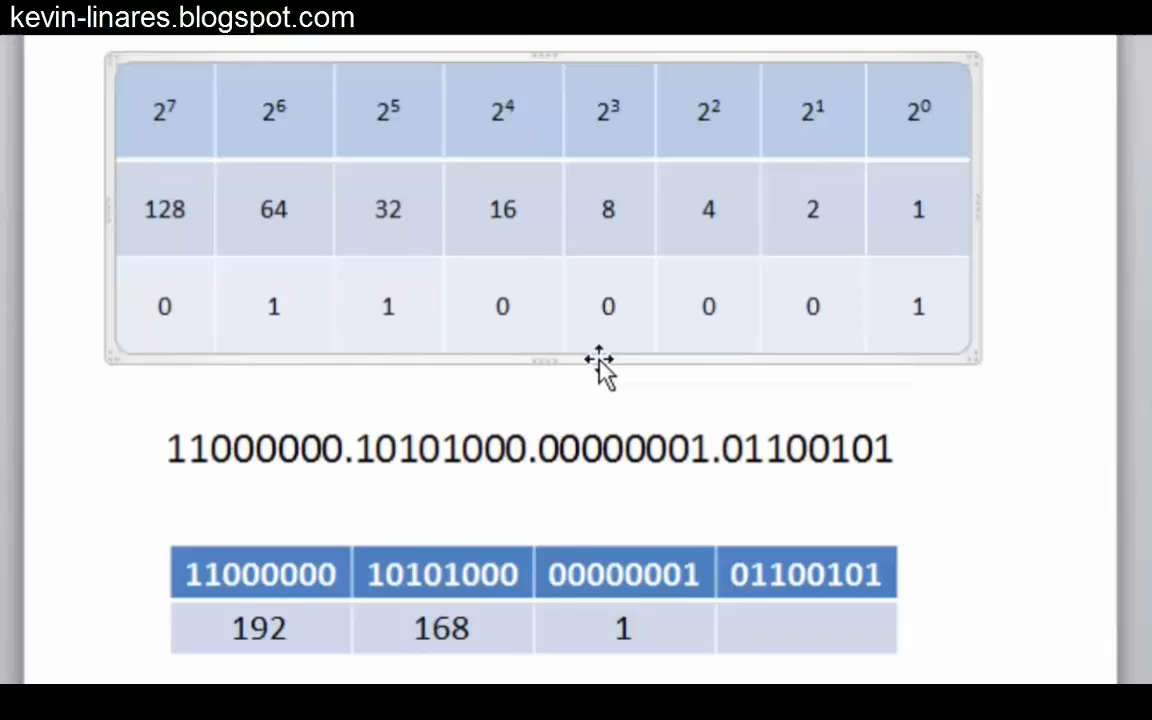 kevin-linares.blogspot.com
2⁷ 2⁶ 2⁵ 2⁴ 2³ 2² 2¹ 2⁰
128 64 32 16 8 4 2 1
0 1 1 0 0 0 0 1
11000000.10101000.00000001.01100101
11000000 10101000 00000001 01100101
192 168 1